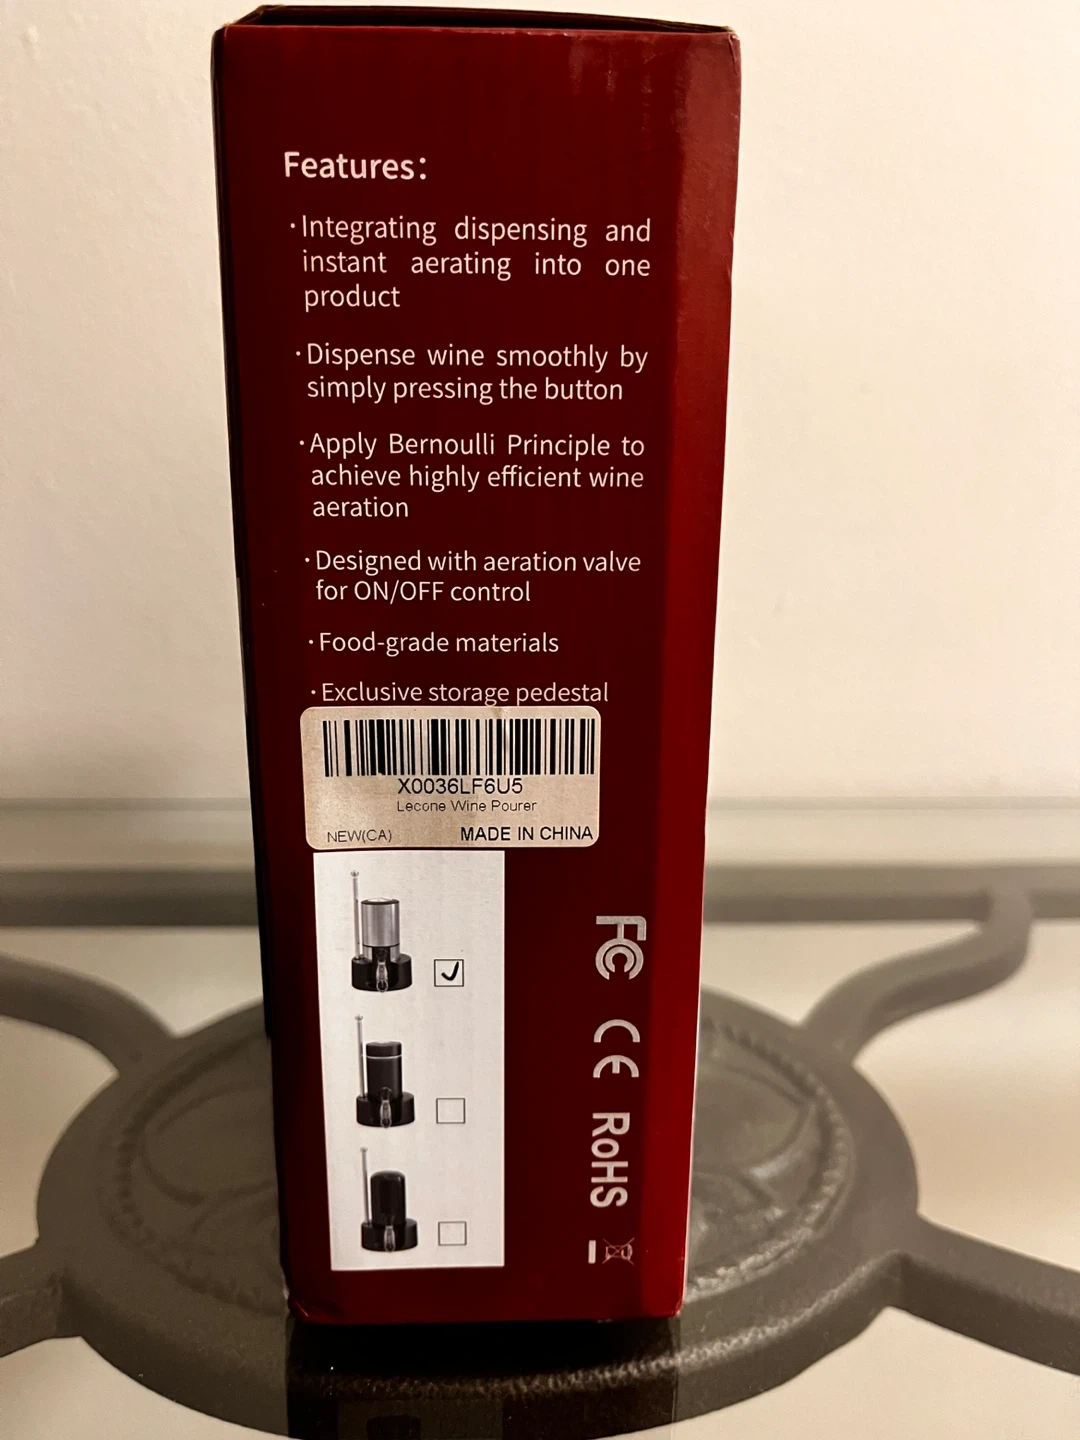 Features:
·Integrating dispensing and
instant aerating into one
product
·Dispense wine smoothly by
simply pressing the button
·Apply Bernoulli Principle to
achieve highly efficient wine
aeration
·Designed with aeration valve
for ON/OFF control
·Food-grade materials
·Exclusive storage pedestal
X0036LF6U5
Lecone Wine Pourer
NEW(CA) MADE IN CHINA
FC
CE
RoHS